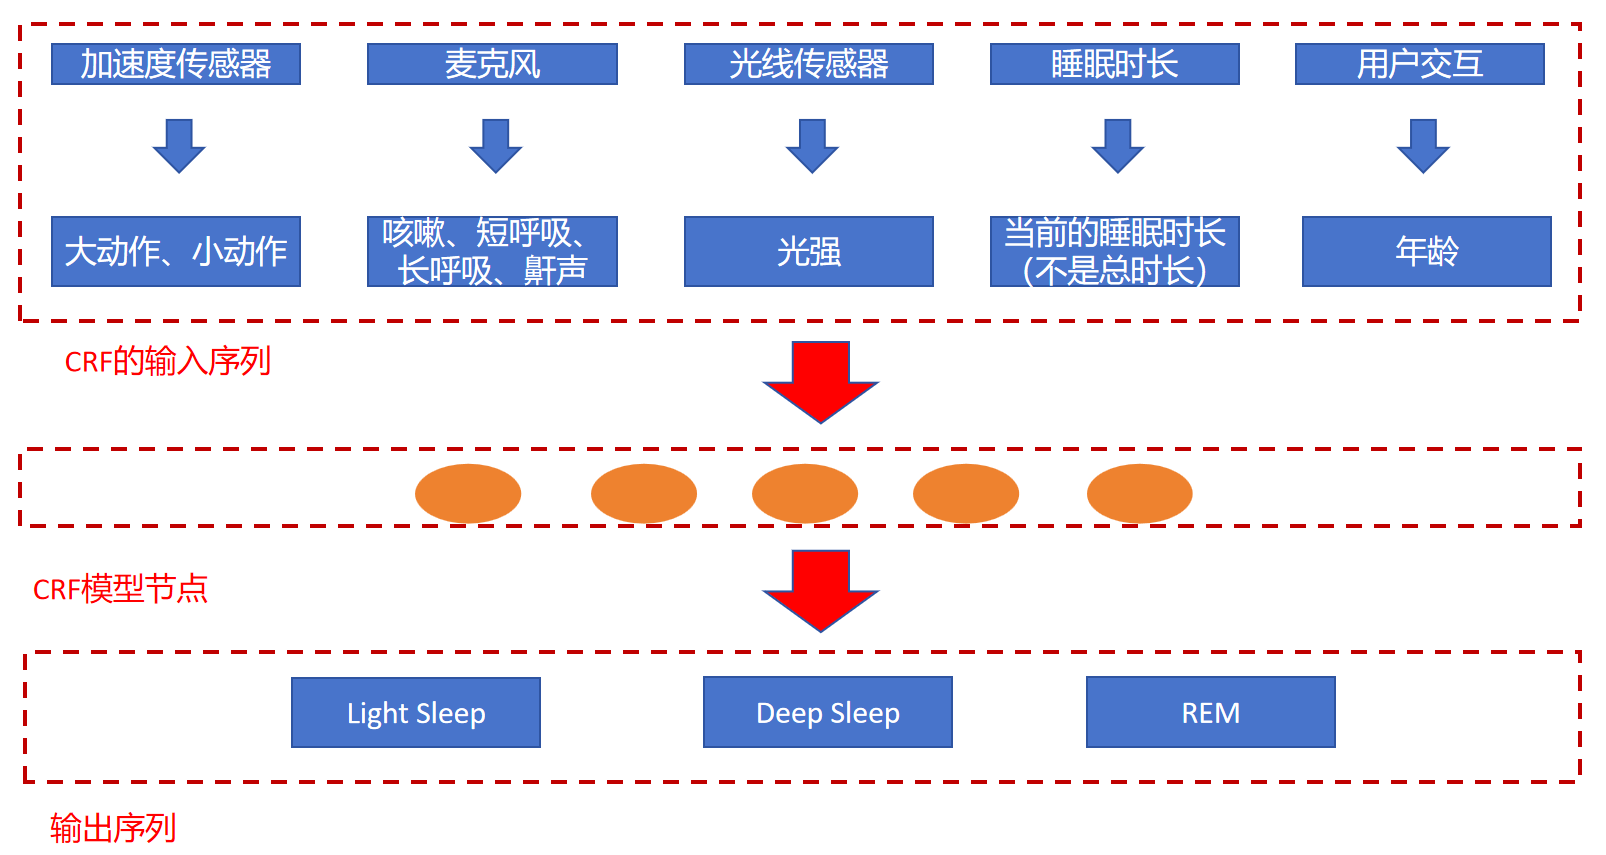 加速度传感器
麦克风
光线传感器
睡眠时长
用户交互
大动作、小动作
咳嗽、短呼吸、
长呼吸、鼾声
光强
当前的睡眠时长
（不是总时长）
年龄
CRF的输入序列
CRF模型节点
Light Sleep
Deep Sleep
REM
输出序列